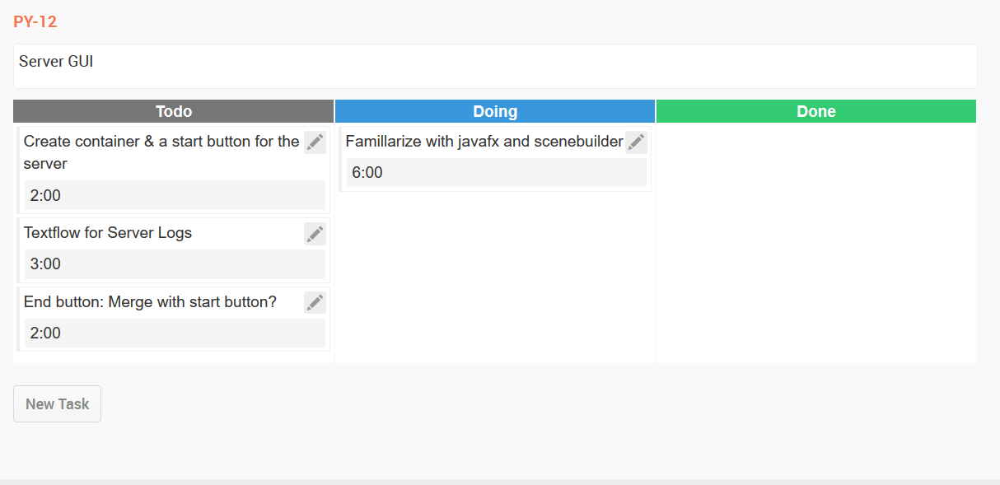 PY-12
Server GUI
Todo
Doing
Done
Create container & a start button for the
server
2:00
Textflow for Server Logs
3:00
End button: Merge with start button?
2:00
Famillarize with javafx and scenebuilder
6:00
New Task